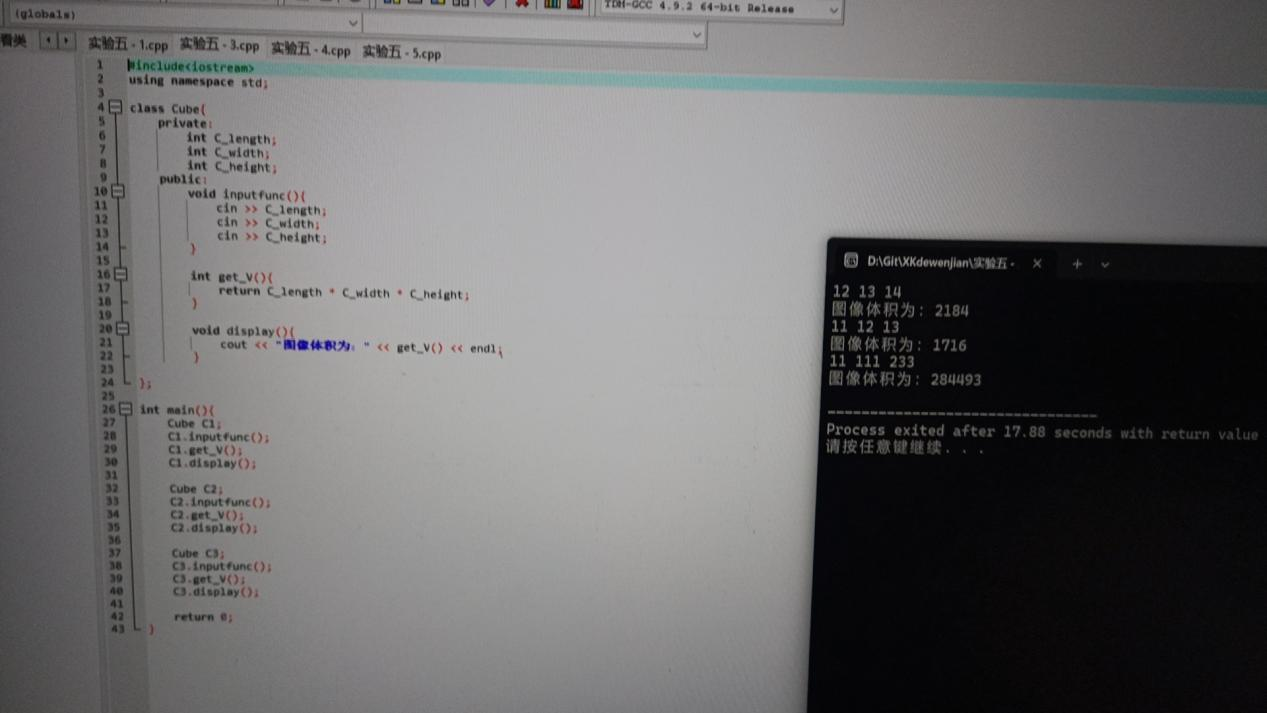 (globals)
TDM-GCC 4.9.2 64-bit Release
看类
实验五 - 1.cpp 实验五 - 3.cpp 实验五 - 4.cpp 实验五 - 5.cpp
1 #include<iostream>
2 using namespace std;
3
4 class Cube{
5 private:
6 int C_length;
7 int C_width;
8 int C_height;
9 public:
10 void inputfunc(){
11 cin >> C_length;
12 cin >> C_width;
13 cin >> C_height;
14 }
15
16 int get_V(){
17 return C_length * C_width * C_height;
18 }
19
20 void display(){
21 cout << "图像体积为：" << get_V() << endl;
22 }
23
24 };
25
26 int main(){
27 Cube C1;
28 C1.inputfunc();
29 C1.get_V();
30 C1.display();
31
32 Cube C2;
33 C2.inputfunc();
34 C2.get_V();
35 C2.display();
36
37 Cube C3;
38 C3.inputfunc();
39 C3.get_V();
40 C3.display();
41
42 return 0;
43 }
D:\Git\XKdewenjian\实验五 -
12 13 14
图像体积为：2184
11 12 13
图像体积为：1716
11 111 233
图像体积为：284493
--------------------------------
Process exited after 17.88 seconds with return value
请按任意键继续. . .